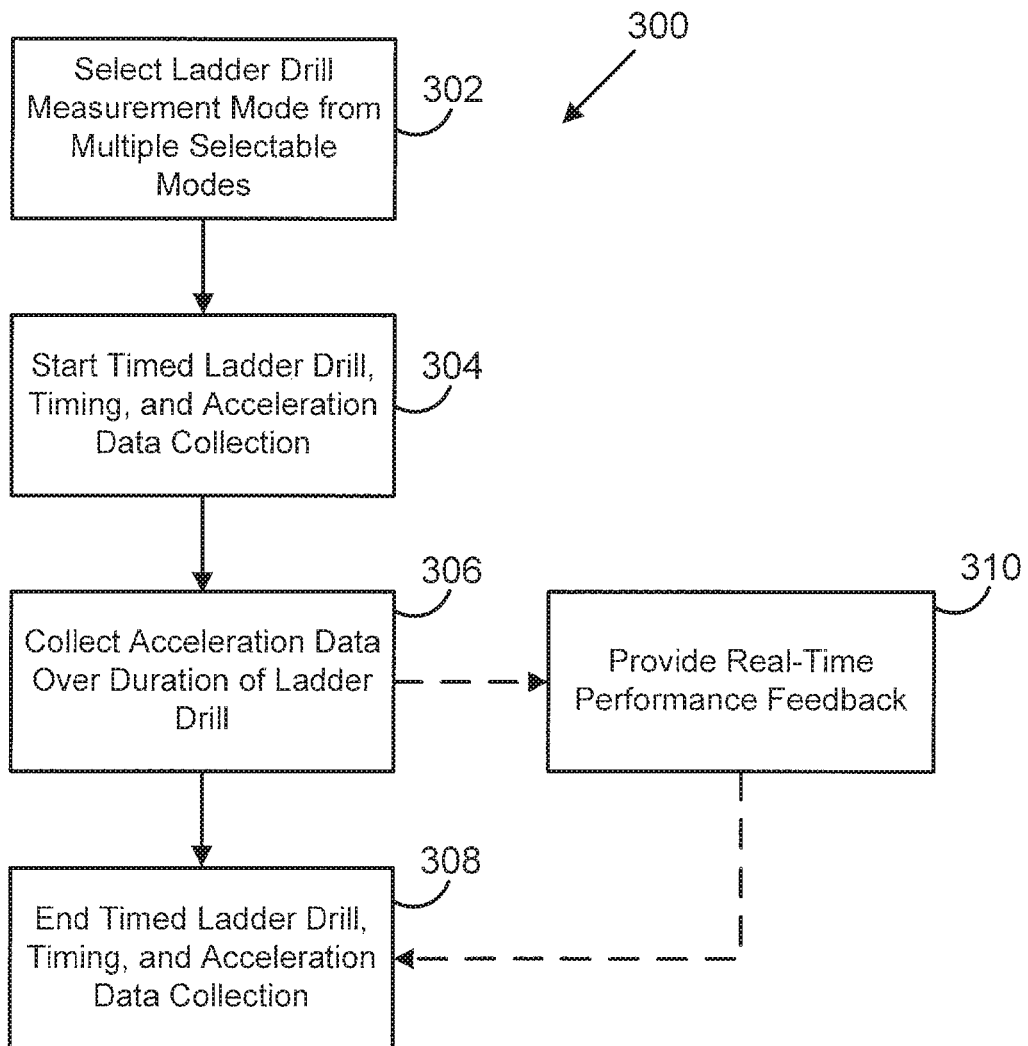 300
Select Ladder Drill
Measurement Mode from
Multiple Selectable
Modes
302
Start Timed Ladder Drill,
Timing, and Acceleration
Data Collection
304
306
Collect Acceleration Data
Over Duration of Ladder
Drill
310
Provide Real-Time
Performance Feedback
308
End Timed Ladder Drill,
Timing, and Acceleration
Data Collection